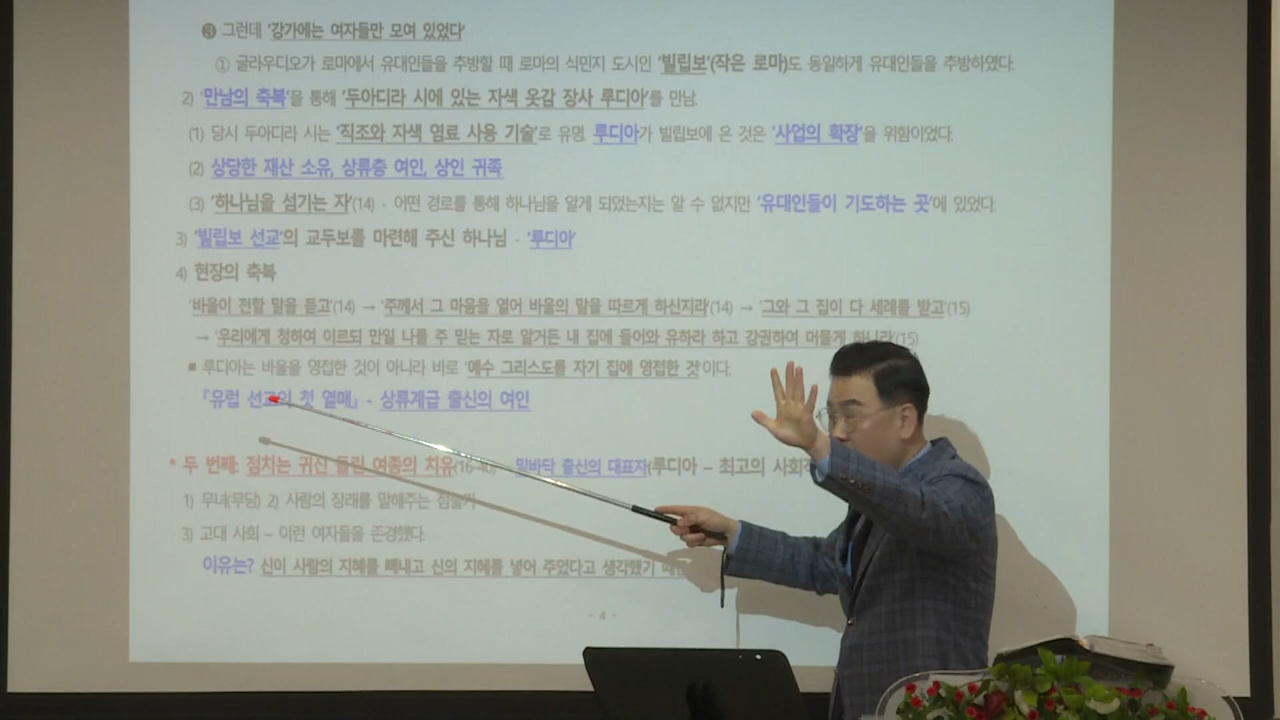 ❸ 그런데 '강가에는 여자들만 모여 있었다'
① 글라우디오가 로마에서 유대인들을 추방할 때 로마의 식민지 도시인 '빌립보'(작은 로마)도 동일하게 유대인들을 추방하였다.
2) '만남의 축복'을 통해 '두아디라 시에 있는 자색 옷감 장사 루디아'를 만남.
(1) 당시 두아디라 시는 '직조와 자색 염료 사용 기술'로 유명. 루디아가 빌립보에 온 것은 '사업의 확장'을 위함이었다.
(2) 상당한 재산 소유, 상류층 여인, 상인 귀족
(3) '하나님을 섬기는 자'(14) - 어떤 경로를 통해 하나님을 알게 되었는지는 알 수 없지만 '유대인들이 기도하는 곳'에 있었다.
3) '빌립보 선교'의 교두보를 마련해 주신 하나님 - '루디아'
4) 현장의 축복
'바울이 전할 말을 듣고'(14) → '주께서 그 마음을 열어 바울의 말을 따르게 하신지라'(14) → '그와 그 집이 다 세례를 받고'(15)
→ '우리에게 청하여 이르되 만일 나를 주 믿는 자로 알거든 내 집에 들어와 유하라 하고 강권하여 머물게 하니라'(15)
■ 루디아는 바울을 영접한 것이 아니라 바로 '예수 그리스도를 자기 집에 영접한 것'이다.
『유럽 선교의 첫 열매』 - 상류계급 출신의 여인
* 두 번째: 점치는 귀신 들린 여종의 치유(16-40) 밑바닥 출신의 대표자(루디아 – 최고의 사회
1) 무녀(무당) 2) 사람의 장래를 말해주는 점술가
3) 고대 사회 – 이런 여자들을 존경했다.
이유는? 신이 사람의 지혜를 빼내고 신의 지혜를 넣어 주었다고 생각했기
- 4 -